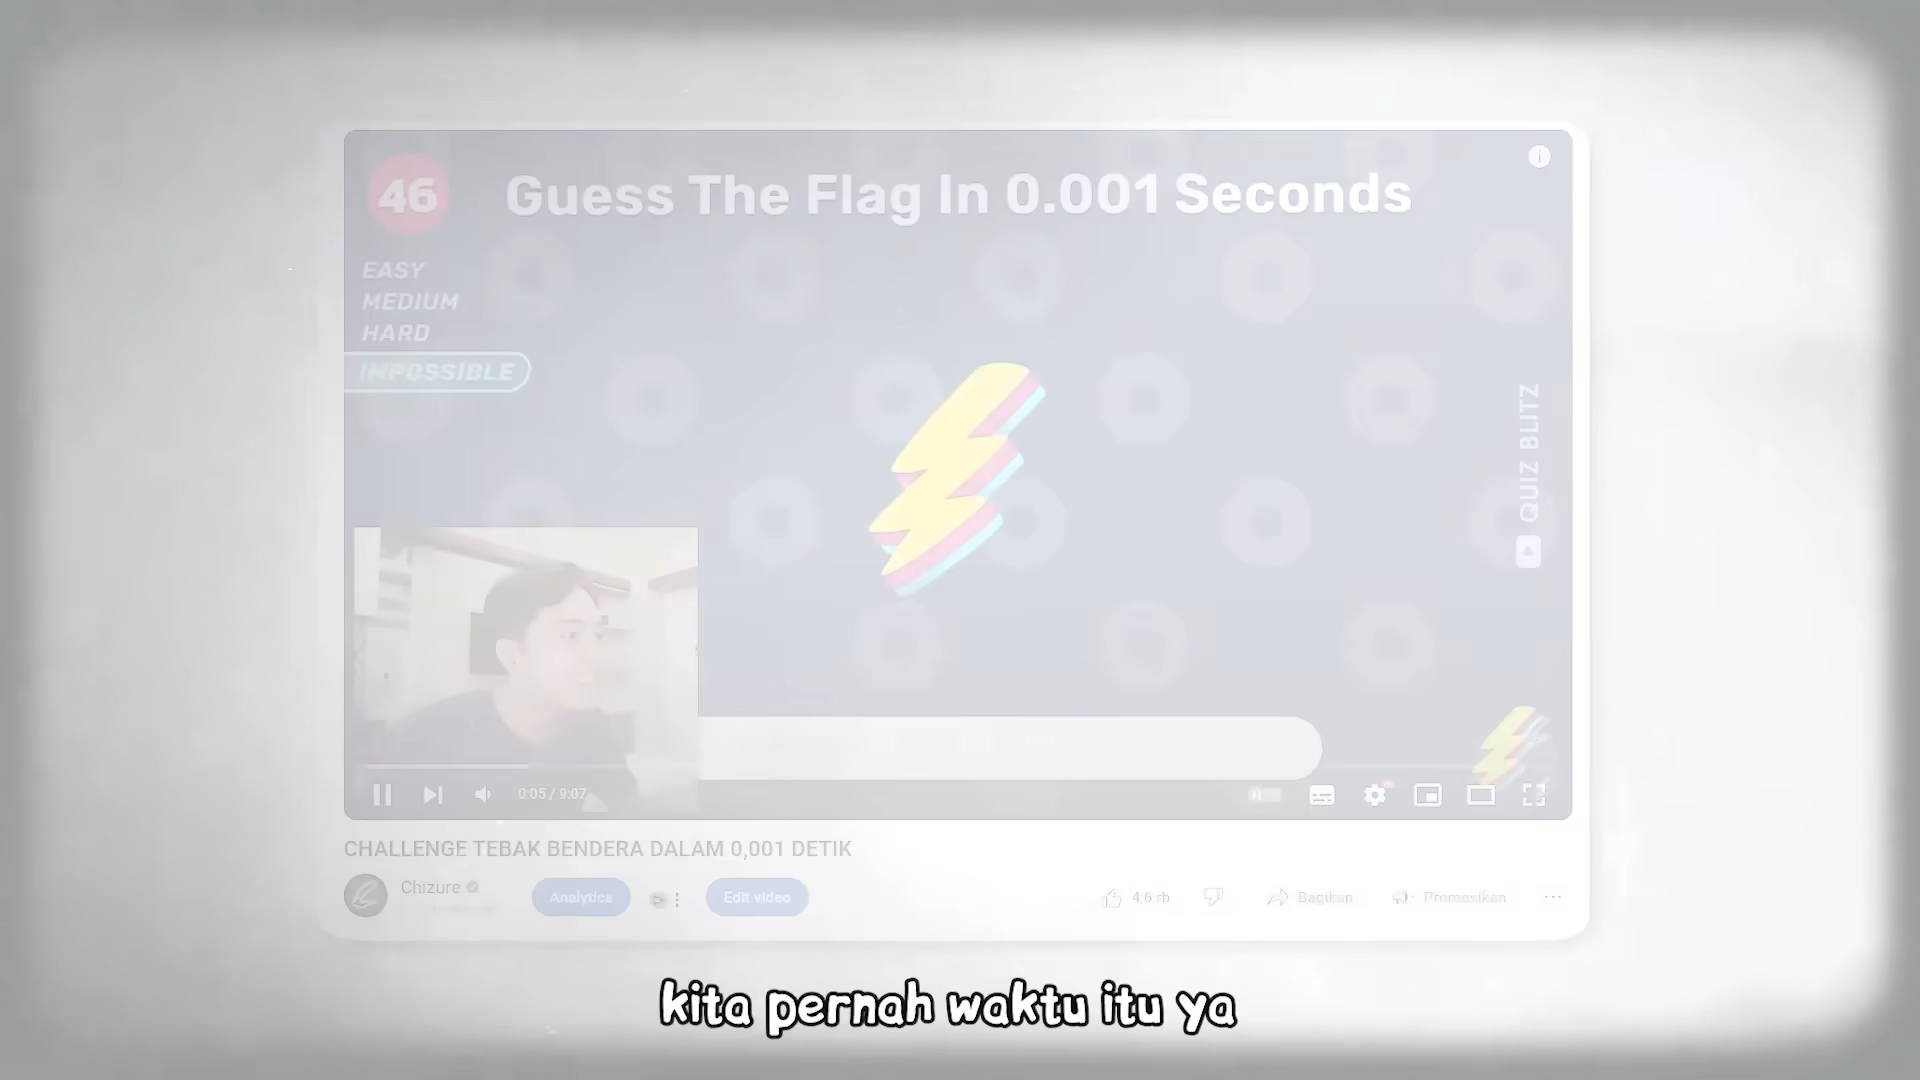 46
Guess The Flag In 0.001 Seconds
EASY
MEDIUM
HARD
IMPOSSIBLE
QUIZ BLITZ
0:05 / 9:07
CHALLENGE TEBAK BENDERA DALAM 0,001 DETIK
Chizure
Analytics
Edit video
4,6 rb
Bagikan
Promosikan
kita pernah waktu itu ya